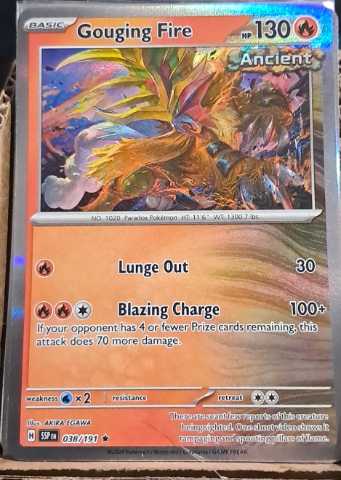 BASIC Gouging Fire HP 130
Ancient
NO. 1020 Paradox Pokémon HT: 11'6" WT: 1300.7 lbs.
Lunge Out 30
Blazing Charge 100+
If your opponent has 4 or fewer Prize cards remaining, this
attack does 70 more damage.
weakness ×2 resistance retreat
Illus. AKIRA EGAWA
H SSP EN 038/191
There are scant few reports of this creature
being sighted. One short video shows it
rampaging and spouting pillars of flame.